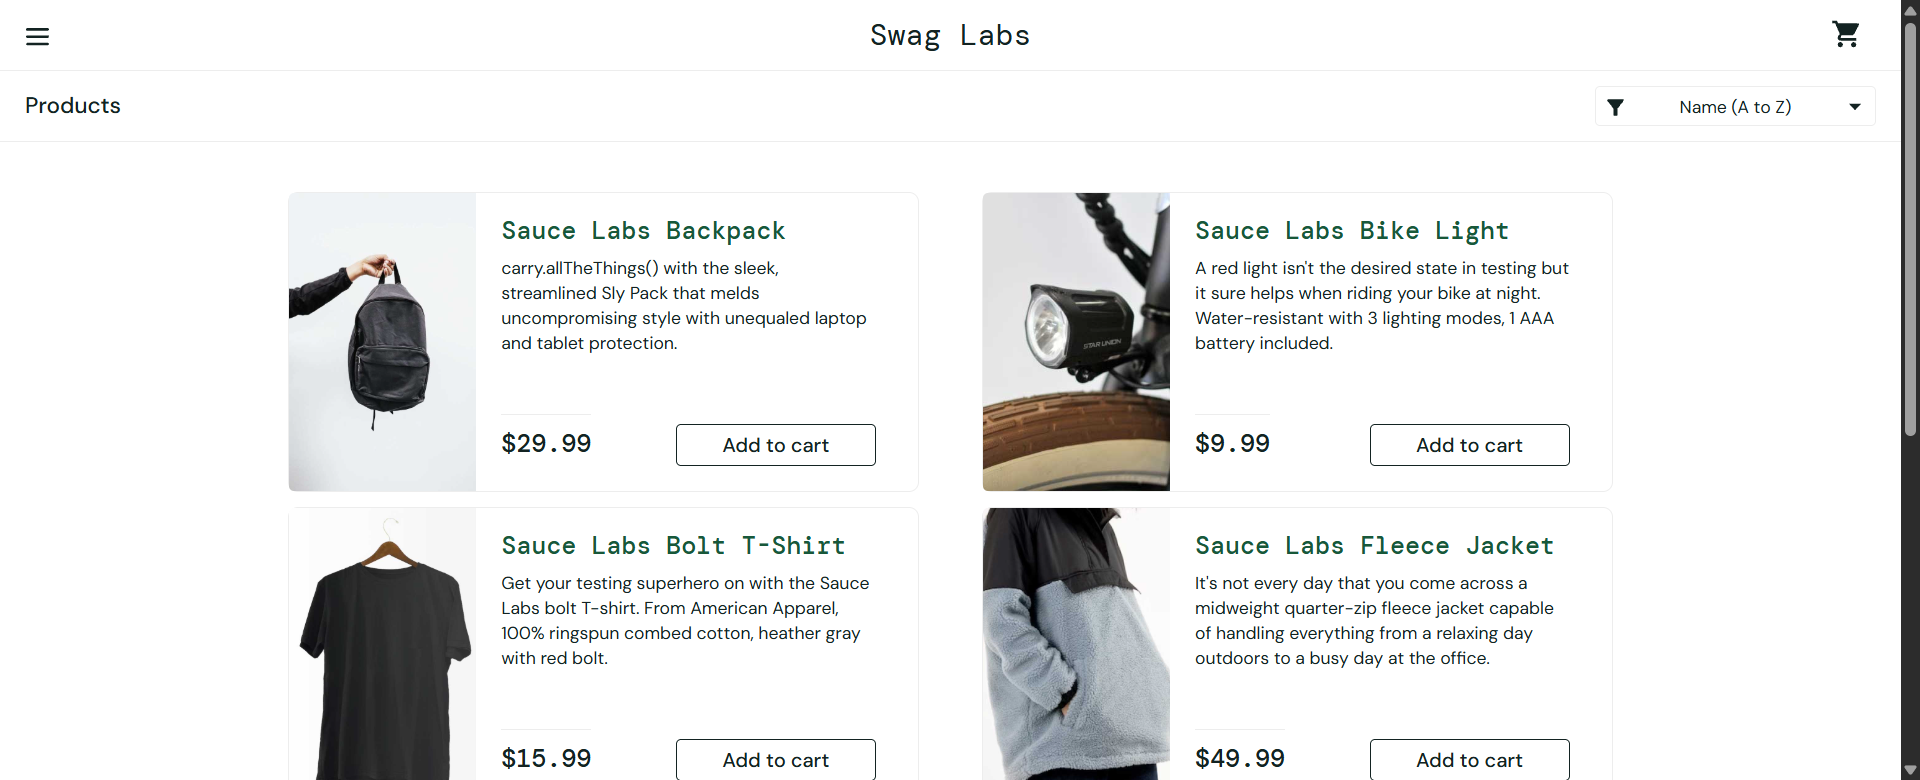 Swag Labs
Products
Name (A to Z)
Sauce Labs Backpack
carry.allTheThings() with the sleek,
streamlined Sly Pack that melds
uncompromising style with unequaled laptop
and tablet protection.
$29.99
Add to cart
Sauce Labs Bike Light
A red light isn't the desired state in testing but
it sure helps when riding your bike at night.
Water-resistant with 3 lighting modes, 1 AAA
battery included.
STAR UNION
$9.99
Add to cart
Sauce Labs Bolt T-Shirt
Get your testing superhero on with the Sauce
Labs bolt T-shirt. From American Apparel,
100% ringspun combed cotton, heather gray
with red bolt.
$15.99
Add to cart
Sauce Labs Fleece Jacket
It's not every day that you come across a
midweight quarter-zip fleece jacket capable
of handling everything from a relaxing day
outdoors to a busy day at the office.
$49.99
Add to cart